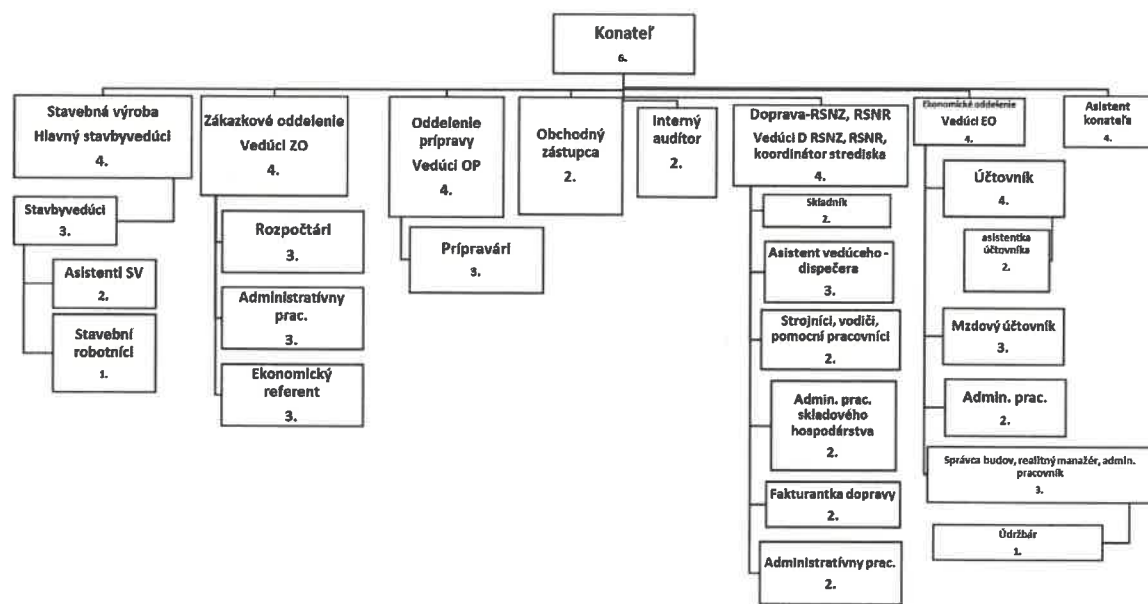 Konateľ
6.
Stavebná výroba
Hlavný stavbyvedúci
4.
Stavbyvedúci
3.
Asistenti SV
2.
Stavební
robotníci
1.
Zákazkové oddelenie
Vedúci ZO
4.
Rozpočtári
3.
Administratívny
prac.
3.
Ekonomický
referent
3.
Oddelenie
prípravy
Vedúci OP
4.
Prípravári
3.
Obchodný
zástupca
2.
Interný
audítor
2.
Doprava-RSNZ, RSNR
Vedúci D RSNZ, RSNR,
koordinátor strediska
4.
Skladník
2.
Asistent vedúceho -
dispečera
3.
Strojníci, vodiči,
pomocní pracovníci
2.
Admin. prac.
skladového
hospodárstva
2.
Fakturantka dopravy
2.
Administratívny prac.
2.
Ekonomické oddelenie
Vedúci EO
4.
Účtovník
4.
asistentka
účtovníka
2.
Mzdový účtovník
3.
Admin. prac.
2.
Správca budov, realitný manažér, admin.
pracovník
3.
Údržbár
1.
Asistent
konateľa
4.